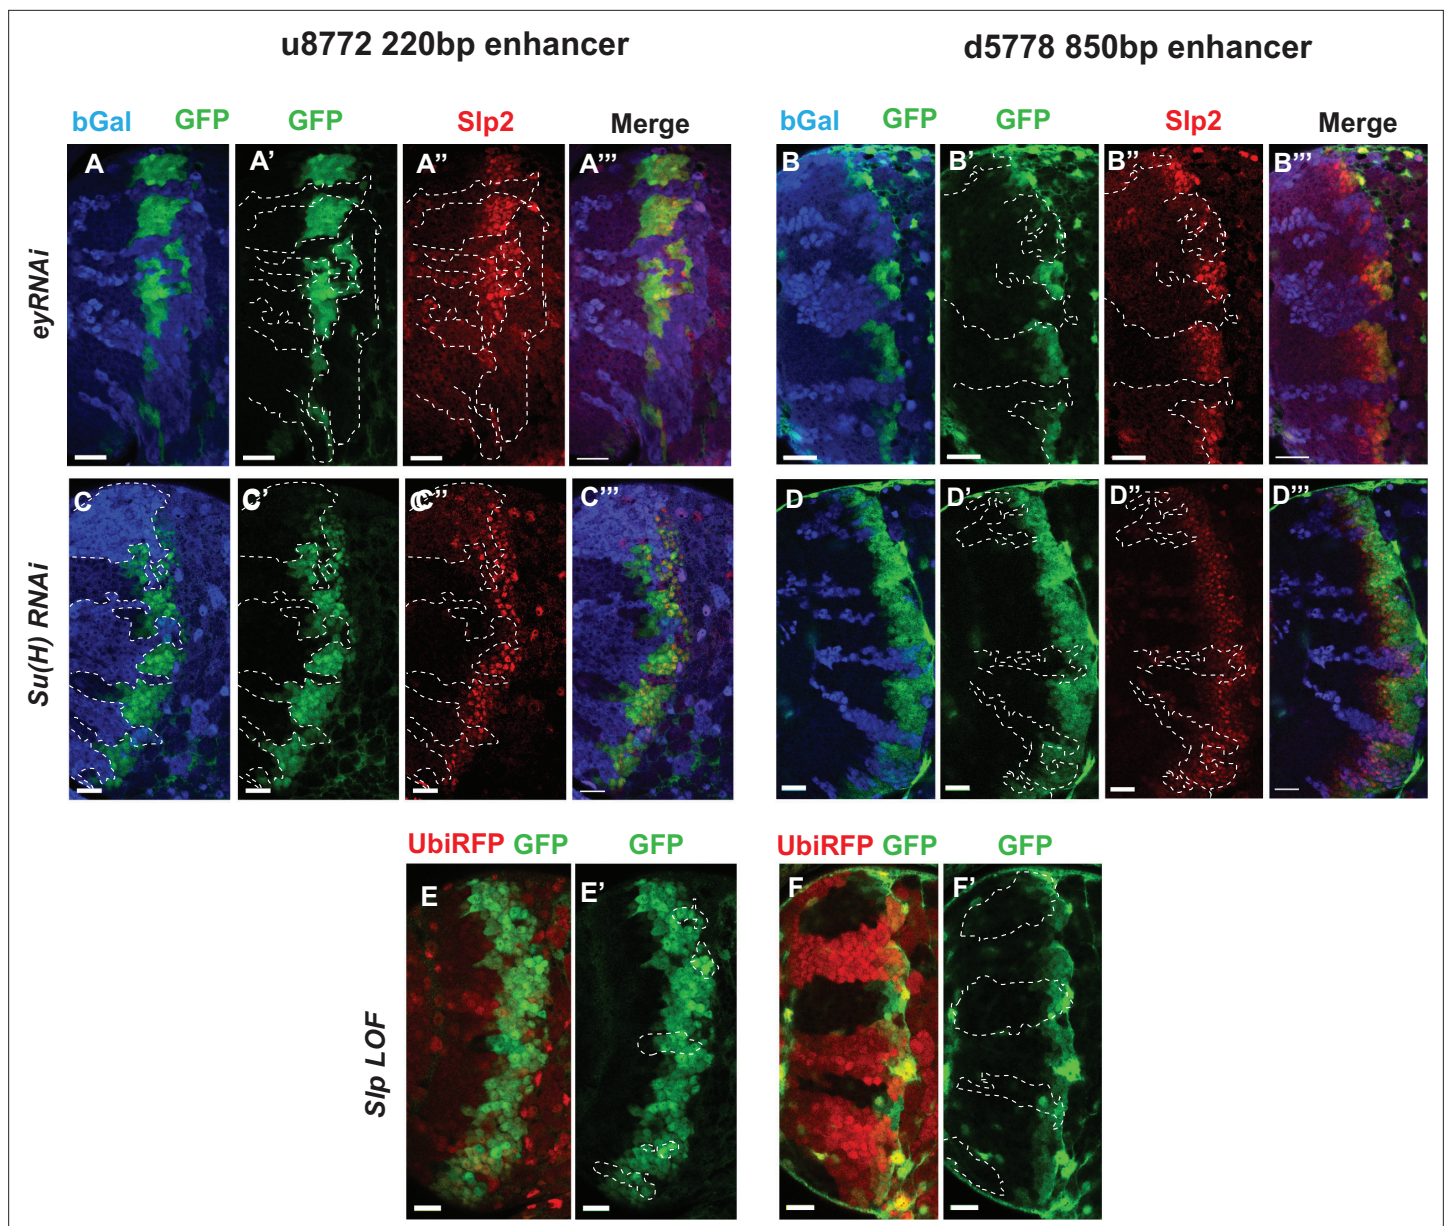 u8772 220bp enhancer d5778 850bp enhancer
bGal GFP GFP Slp2 Merge bGal GFP GFP Slp2 Merge
eyRNAi A A' A'' A''' B B' B'' B'''
Su(H) RNAi C C' C'' C''' D D' D'' D'''
UbiRFP GFP GFP UbiRFP GFP GFP
Slp LOF E E' F F'